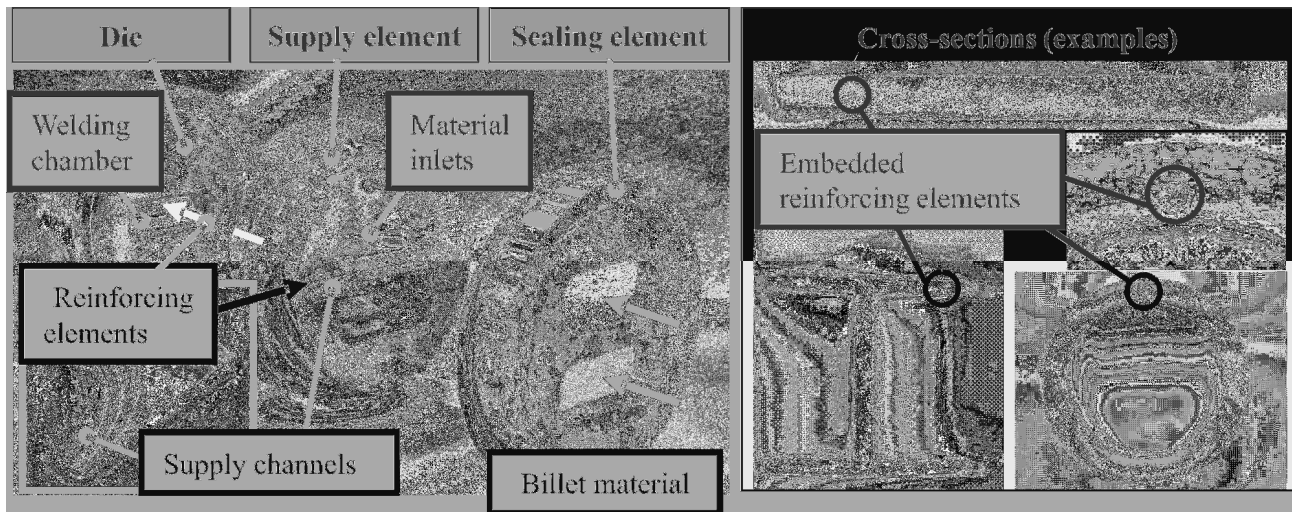 Die
Supply element
Sealing element
Cross-sections (examples)
Welding
chamber
Material
inlets
Embedded
reinforcing elements
Reinforcing
elements
Supply channels
Billet material